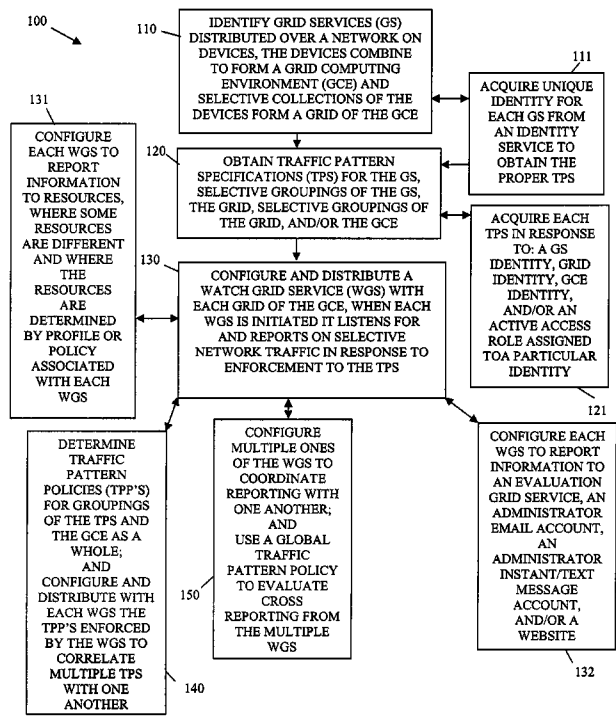 100
110
IDENTIFY GRID SERVICES (GS)
DISTRIBUTED OVER A NETWORK ON
DEVICES, THE DEVICES COMBINE
TO FORM A GRID COMPUTING
ENVIRONMENT (GCE) AND
SELECTIVE COLLECTIONS OF THE
DEVICES FORM A GRID OF THE GCE
111
ACQUIRE UNIQUE
IDENTITY FOR
EACH GS FROM
AN IDENTITY
SERVICE TO
OBTAIN THE
PROPER TPS
120
OBTAIN TRAFFIC PATTERN
SPECIFICATIONS (TPS) FOR THE GS,
SELECTIVE GROUPINGS OF THE GS,
THE GRID, SELECTIVE GROUPINGS OF
THE GRID, AND/OR THE GCE
121
ACQUIRE EACH
TPS IN RESPONSE
TO: A GS
IDENTITY, GRID
IDENTITY, GCE
IDENTITY,
AND/OR AN
ACTIVE ACCESS
ROLE ASSIGNED
TOA PARTICULAR
IDENTITY
130
CONFIGURE AND DISTRIBUTE A
WATCH GRID SERVICE (WGS) WITH
EACH GRID OF THE GCE, WHEN EACH
WGS IS INITIATED IT LISTENS FOR
AND REPORTS ON SELECTIVE
NETWORK TRAFFIC IN RESPONSE TO
ENFORCEMENT TO THE TPS
131
CONFIGURE
EACH WGS TO
REPORT
INFORMATION
TO RESOURCES,
WHERE SOME
RESOURCES
ARE DIFFERENT
AND WHERE
THE
RESOURCES
ARE
DETERMINED
BY PROFILE OR
POLICY
ASSOCIATED
WITH EACH
WGS
DETERMINE
TRAFFIC
PATTERN
POLICIES (TPP'S)
FOR GROUPINGS
OF THE TPS AND
THE GCE AS A
WHOLE;
AND
CONFIGURE AND
DISTRIBUTE WITH
EACH WGS THE
TPP'S ENFORCED
BY THE WGS TO
CORRELATE
MULTIPLE TPS
WITH ONE
ANOTHER
140
CONFIGURE
MULTIPLE ONES
OF THE WGS TO
COORDINATE
REPORTING WITH
ONE ANOTHER;
AND
USE A GLOBAL
TRAFFIC
PATTERN POLICY
TO EVALUATE
CROSS
REPORTING FROM
THE MULTIPLE
WGS
150
CONFIGURE EACH
WGS TO REPORT
INFORMATION TO
AN EVALUATION
GRID SERVICE, AN
ADMINISTRATOR
EMAIL ACCOUNT,
AN
ADMINISTRATOR
INSTANT/TEXT
MESSAGE
ACCOUNT,
AND/OR A
WEBSITE
132